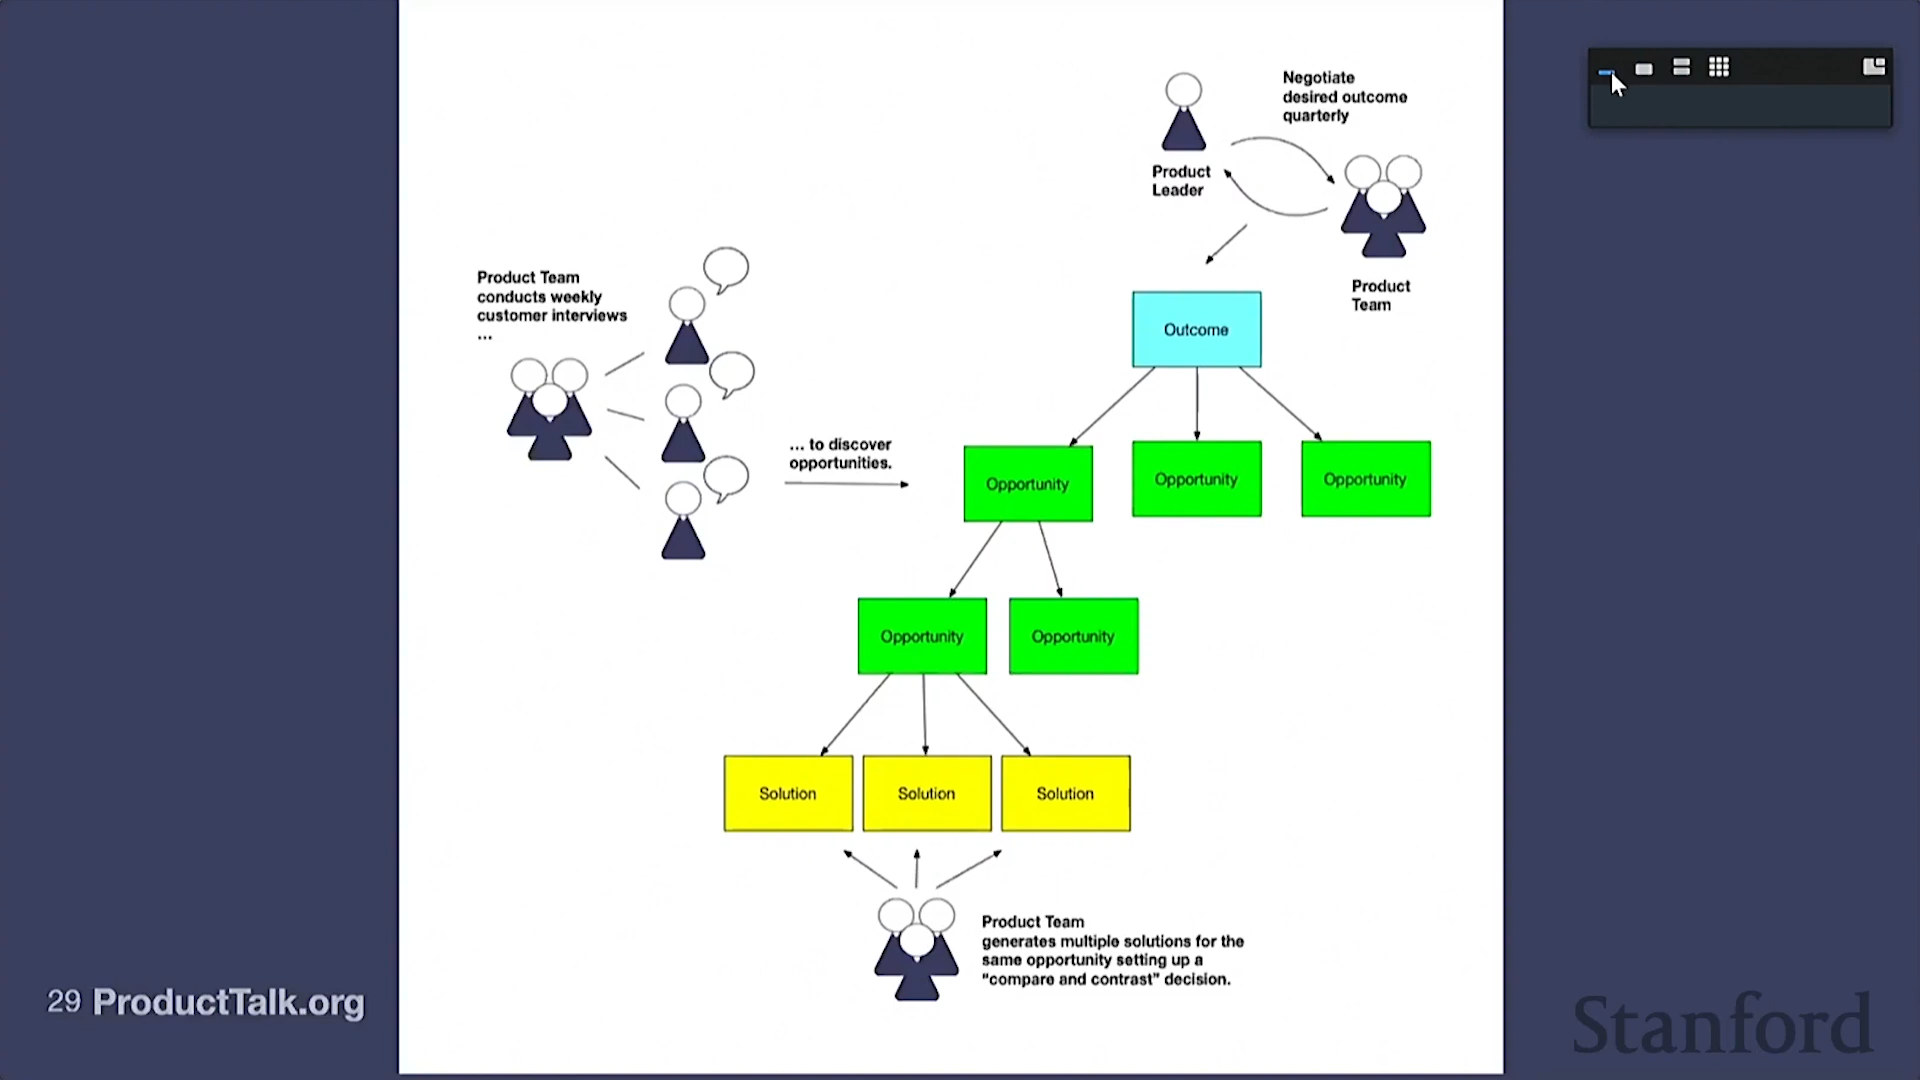 Negotiate
desired outcome
quarterly
Product
Leader
Product
Team
Product Team
conducts weekly
customer interviews
...
... to discover
opportunities.
Outcome
Opportunity
Opportunity
Opportunity
Opportunity
Opportunity
Solution
Solution
Solution
Product Team
generates multiple solutions for the
same opportunity setting up a
"compare and contrast" decision.
29 ProductTalk.org
Stanford